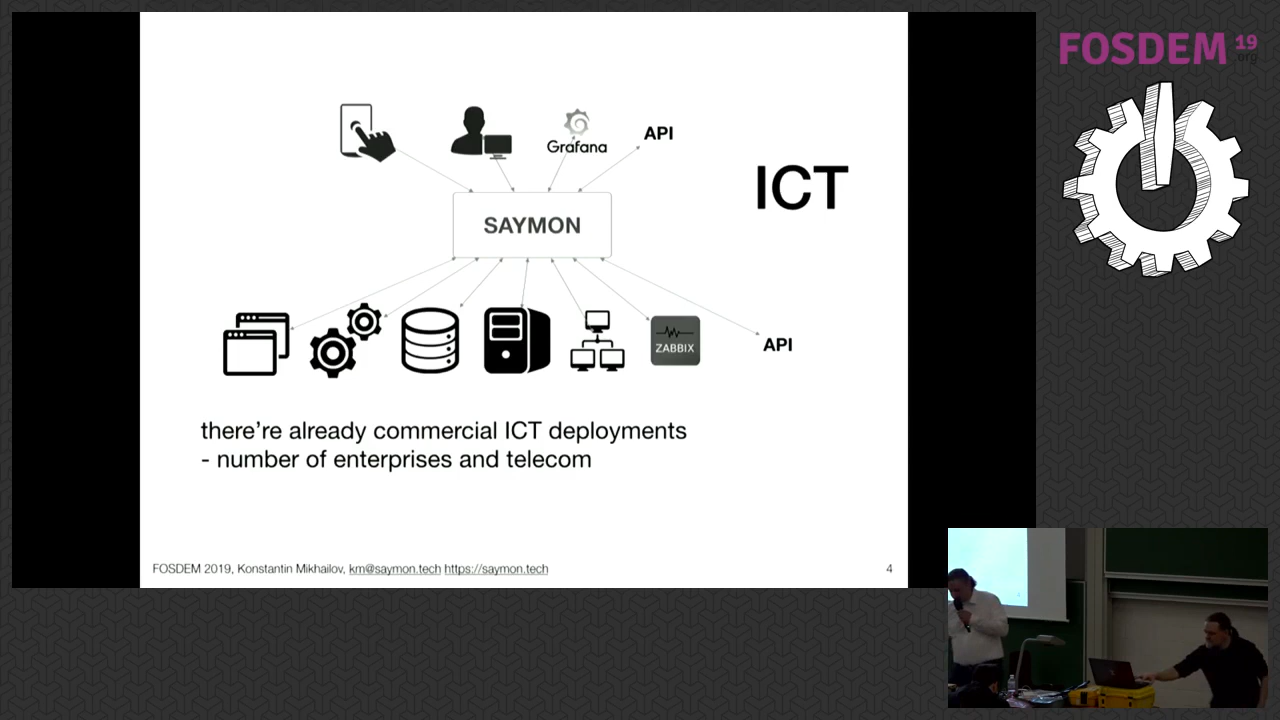 FOSDEM 19
.org
Grafana
API
ICT
SAYMON
ZABBIX
API
there're already commercial ICT deployments
- number of enterprises and telecom
FOSDEM 2019, Konstantin Mikhailov, km@saymon.tech https://saymon.tech
4